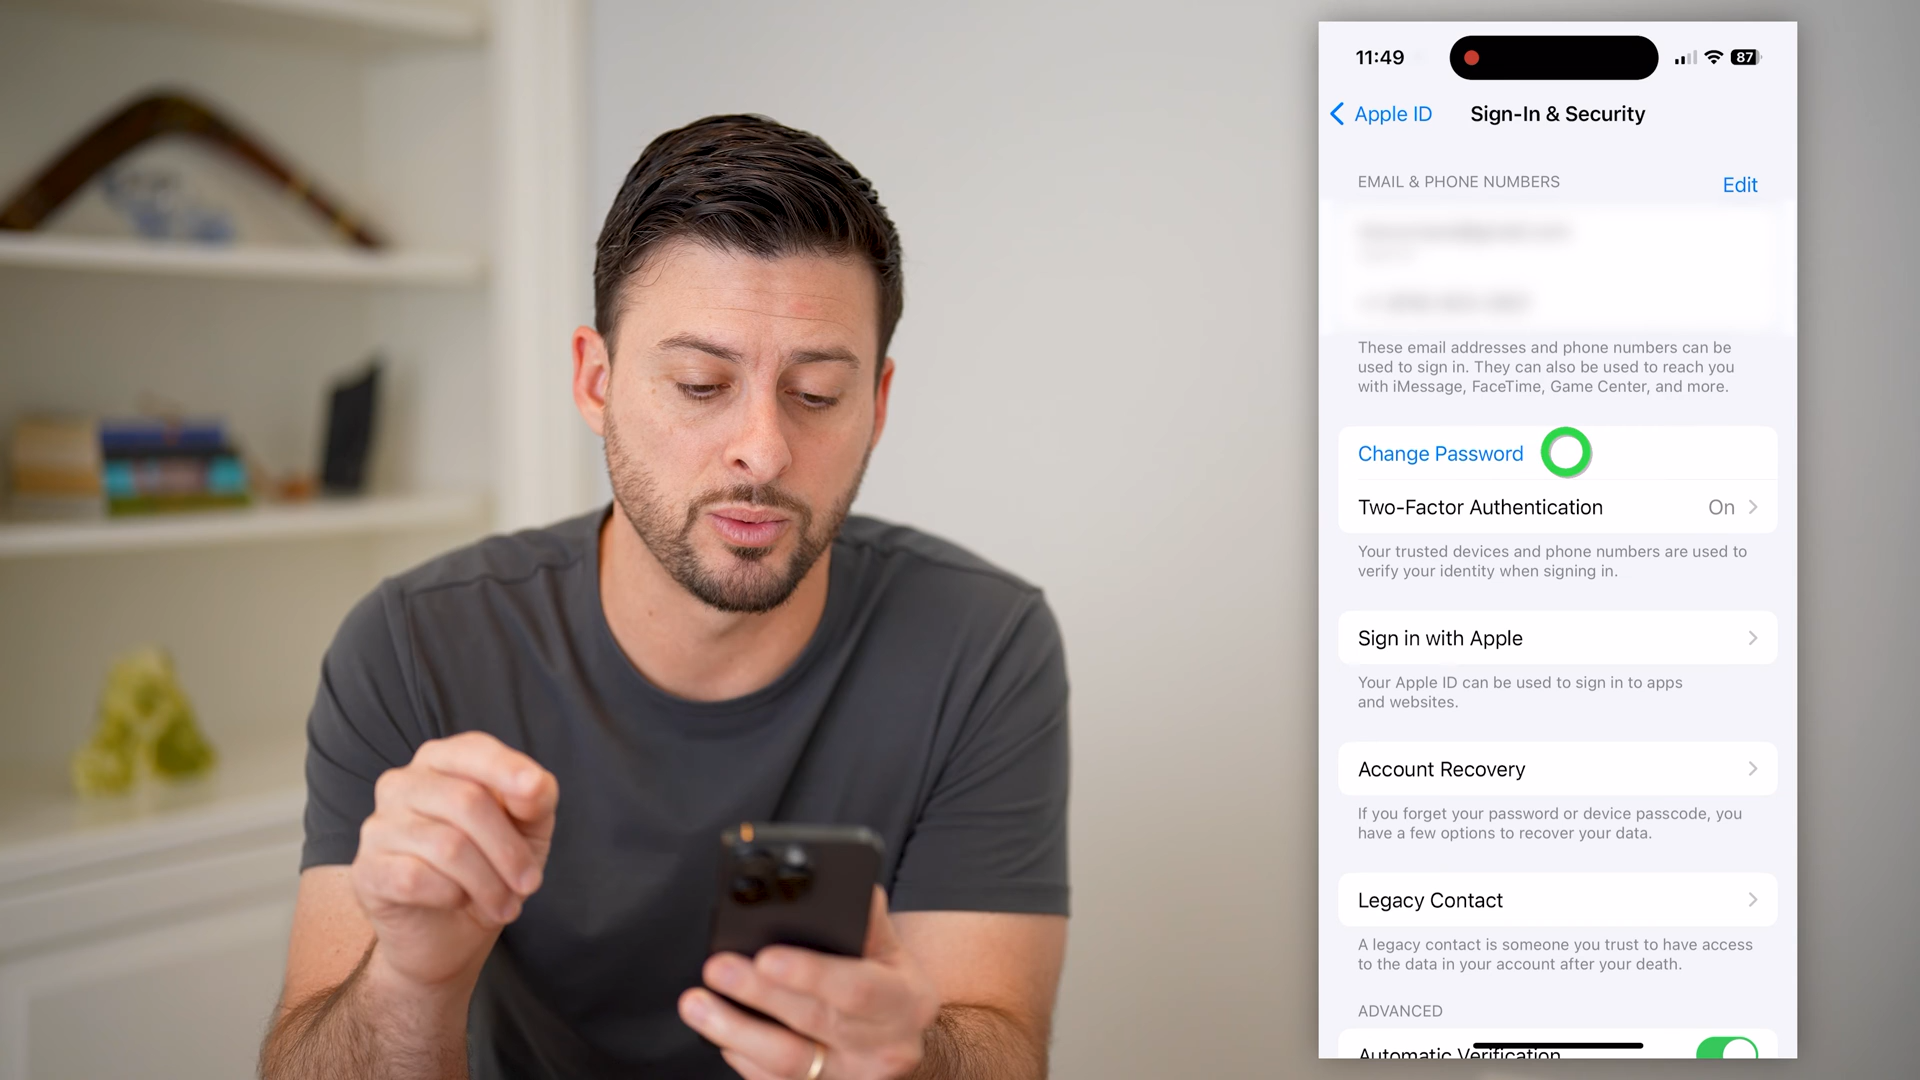 11:49
87
Apple ID
Sign-In & Security
EMAIL & PHONE NUMBERS
Edit
These email addresses and phone numbers can be
used to sign in. They can also be used to reach you
with iMessage, FaceTime, Game Center, and more.
Change Password
Two-Factor Authentication
On
Your trusted devices and phone numbers are used to
verify your identity when signing in.
Sign in with Apple
Your Apple ID can be used to sign in to apps
and websites.
Account Recovery
If you forget your password or device passcode, you
have a few options to recover your data.
Legacy Contact
A legacy contact is someone you trust to have access
to the data in your account after your death.
ADVANCED
Automatic Verification